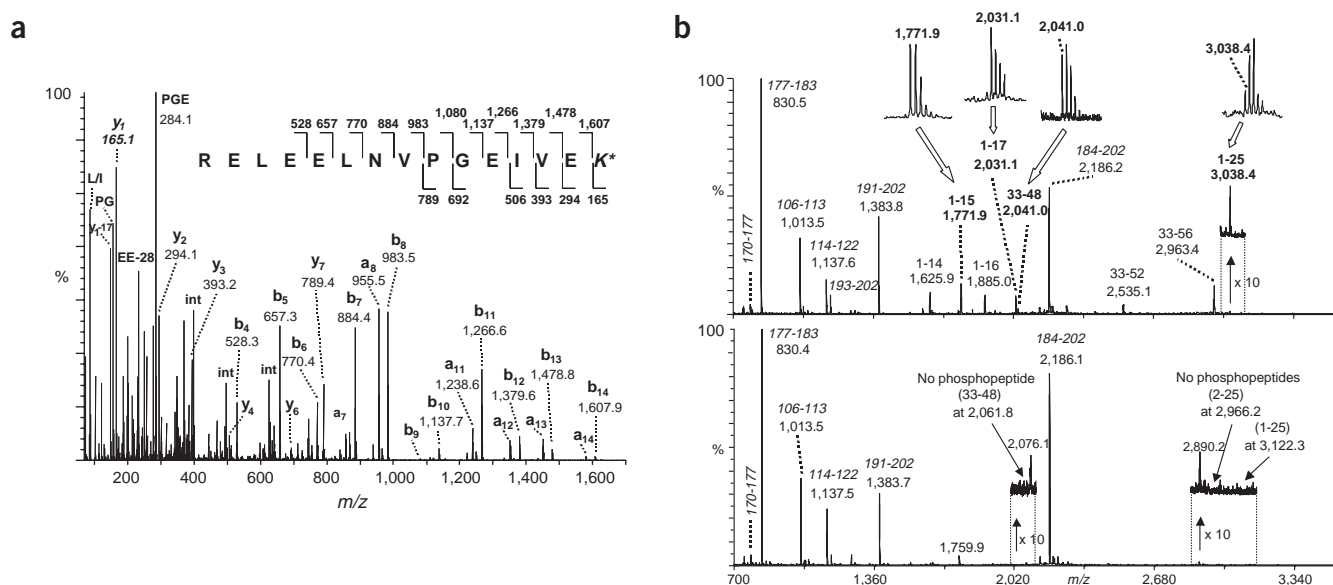 a
100
PGE
284.1
y1
165.1
L/I
PG
y1-17
EE-28
%
528 657 770 884 983 1,080 1,137 1,266 1,379 1,478 1,607
R E L E E L N V P G E I V E K*
789 692 506 393 294 165
y2
294.1
y3
393.2
int
b4
528.3
int
y4
b5
657.3
int
b6
770.4
y6
y7
789.4
a7
b7
884.4
a8
955.5
b8
983.5
b9
b10
1,137.7
a11
1,238.6
b11
1,266.6
a12
b12
1,379.6
a13
b13
1,478.8
a14
b14
1,607.9
200 400 600 800 1,000 1,200 1,400 1,600
m/z
b
100
%
170-177
177-183
830.5
106-113
1,013.5
114-122
1,137.6
193-202
191-202
1,383.8
1-14
1,625.9
1,771.9
1-15
1,771.9
1-16
1,885.0
2,031.1
1-17
2,031.1
2,041.0
33-48
2,041.0
184-202
2,186.2
33-52
2,535.1
33-56
2,963.4
3,038.4
1-25
3,038.4
x 10
100
%
170-177
177-183
830.4
106-113
1,013.5
114-122
1,137.5
191-202
1,383.7
1,759.9
No phosphopeptide
(33-48)
at 2,061.8
2,076.1
x 10
184-202
2,186.1
No phosphopeptides
(2-25)
at 2,966.2
(1-25)
at 3,122.3
2,890.2
x 10
700 1,360 2,020 m/z 2,680 3,340